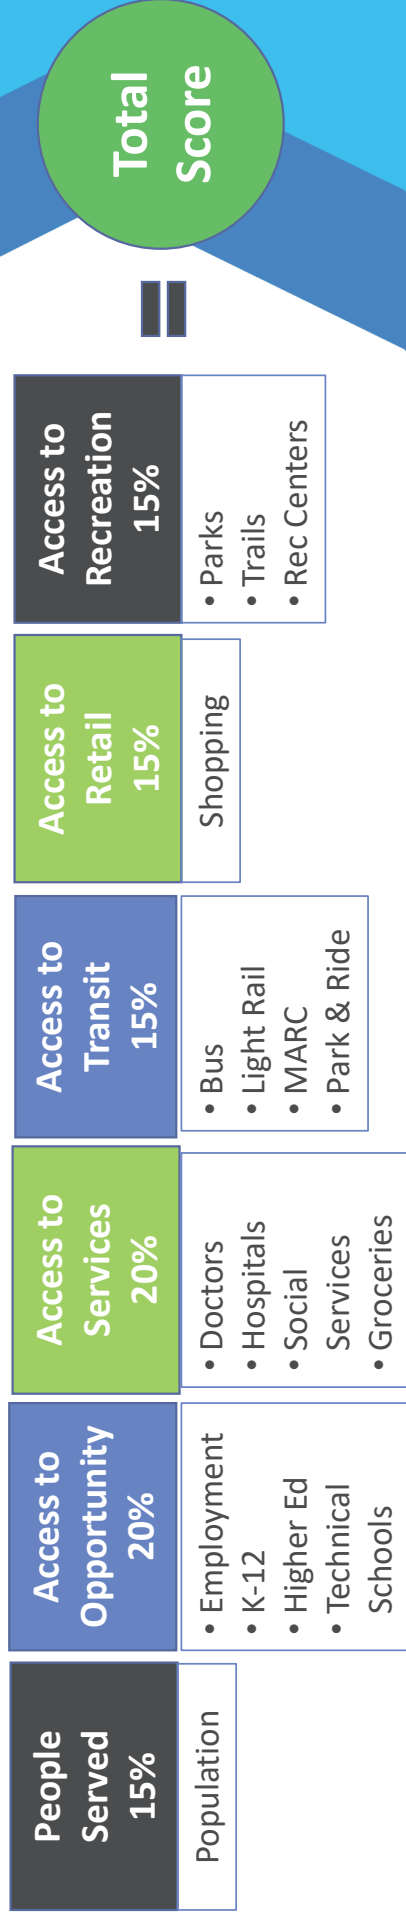 People
Served
15%
Population
Access to
Opportunity
20%
• Employment
• K-12
• Higher Ed
• Technical
Schools
Access to
Services
20%
• Doctors
• Hospitals
• Social
Services
• Groceries
Access to
Transit
15%
• Bus
• Light Rail
• MARC
• Park & Ride
Access to
Retail
15%
Shopping
Access to
Recreation
15%
• Parks
• Trails
• Rec Centers
=
Total
Score